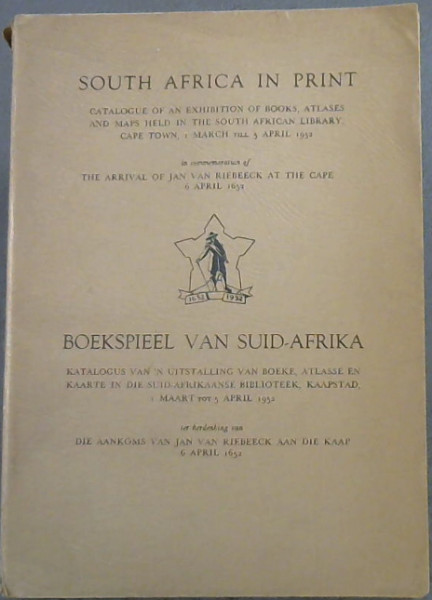 SOUTH AFRICA IN PRINT
CATALOGUE OF AN EXHIBITION OF BOOKS, ATLASES
AND MAPS HELD IN THE SOUTH AFRICAN LIBRARY,
CAPE TOWN, 1 MARCH TILL 5 APRIL 1952
in commemoration of
THE ARRIVAL OF JAN VAN RIEBEECK AT THE CAPE
6 APRIL 1652
1652 1952
BOEKSPIEEL VAN SUID-AFRIKA
KATALOGUS VAN 'N UITSTALLING VAN BOEKE, ATLASSE EN
KAARTE IN DIE SUID-AFRIKAANSE BIBLIOTEEK, KAAPSTAD,
1 MAART TOT 5 APRIL 1952
ter herdenking van
DIE AANKOMS VAN JAN VAN RIEBEECK AAN DIE KAAP
6 APRIL 1652